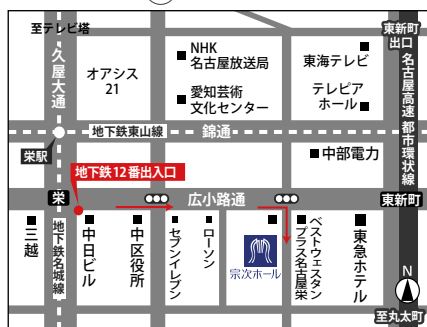 至テレビ塔
久屋大通
オアシス
21
NHK
名古屋放送局
愛知芸術
文化センター
東海テレビ
テレピア
ホール
東新町
出口
名古屋高速 都市環状線
地下鉄東山線
錦通
栄駅
中部電力
地下鉄12番出入口
栄
広小路通
東新町
三越
地下鉄名城線
中日ビル
中区役所
セブンイレブン
ローソン
宗次ホール
ベストウェスタン
プラス名古屋栄
東急ホテル
N
至丸太町